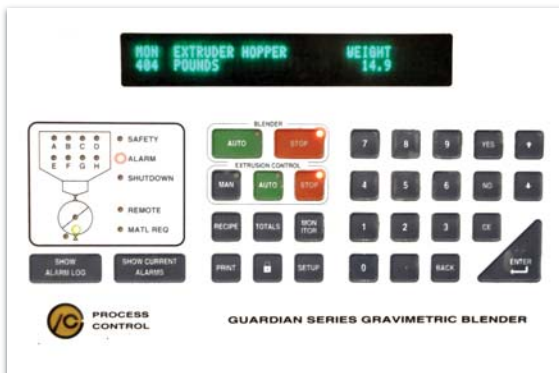 MON EXTRUDER HOPPER WEIGHT
404 POUNDS 14.9
BLENDER
AUTO STOP
EXTRUSION CONTROL
MAN AUTO STOP
RECIPE TOTALS MON ITOR
PRINT SETUP
A B C D
E F G H
SAFETY
ALARM
SHUTDOWN
REMOTE
MATL REQ
SHOW ALARM LOG
SHOW CURRENT ALARMS
7 8 9 YES
4 5 6 NO
1 2 3 CE
0 . BACK
ENTER
PROCESS
CONTROL
GUARDIAN SERIES GRAVIMETRIC BLENDER